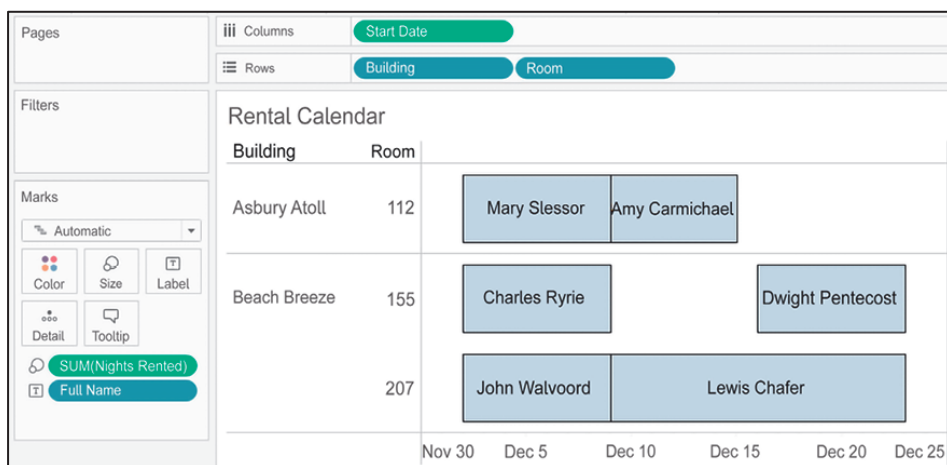 Pages
Columns Start Date
Rows Building Room
Filters
Rental Calendar
Building Room
Marks
Automatic
Color Size Label
Detail Tooltip
SUM(Nights Rented)
Full Name
Asbury Atoll 112 Mary Slessor Amy Carmichael
Beach Breeze 155 Charles Ryrie Dwight Pentecost
207 John Walvoord Lewis Chafer
Nov 30 Dec 5 Dec 10 Dec 15 Dec 20 Dec 25